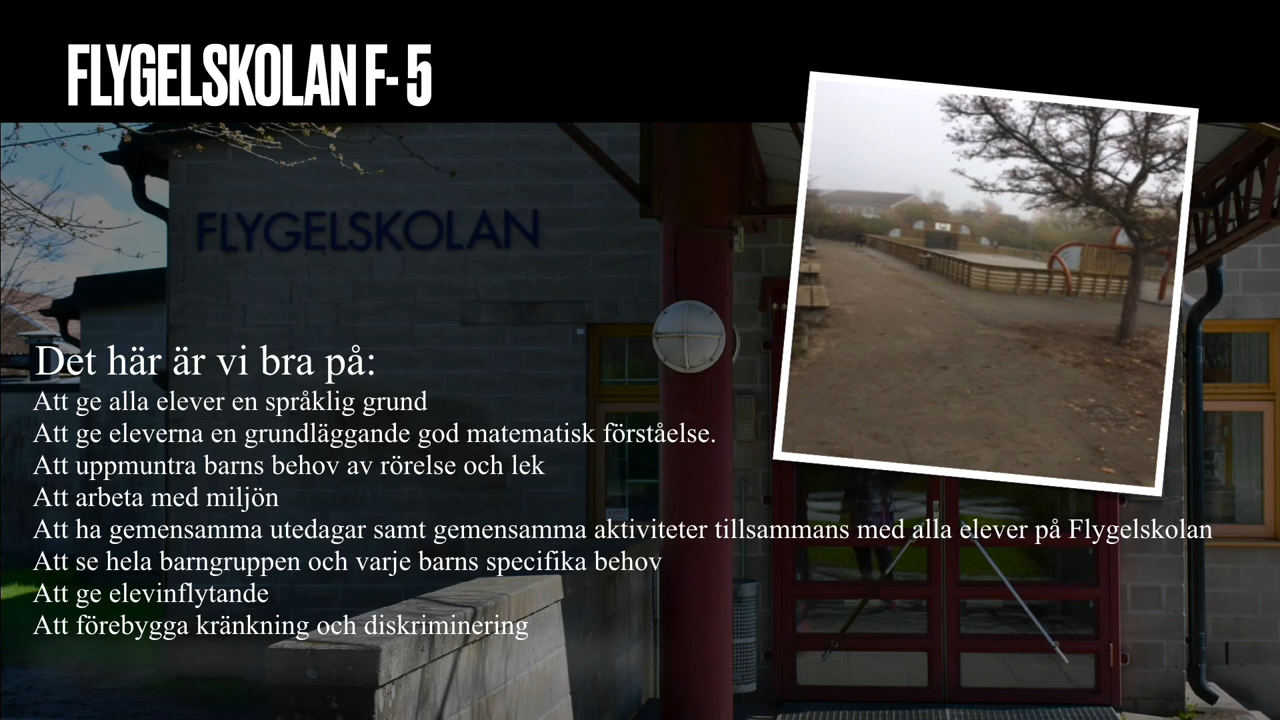 FLYGELSKOLAN F- 5
FLYGELSKOLAN
Det här är vi bra på:
Att ge alla elever en språklig grund
Att ge eleverna en grundläggande god matematisk förståelse.
Att uppmuntra barns behov av rörelse och lek
Att arbeta med miljön
Att ha gemensamma utedagar samt gemensamma aktiviteter tillsammans med alla elever på Flygelskolan
Att se hela barngruppen och varje barns specifika behov
Att ge elevinflytande
Att förebygga kränkning och diskriminering